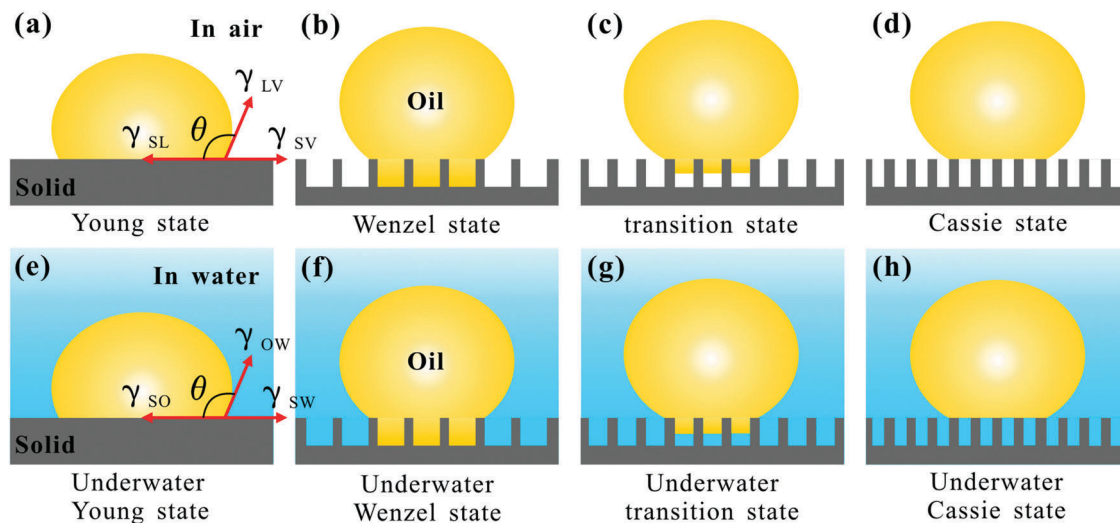 (a)
In air
γ LV
γ SL
θ
γ SV
Solid
Young state
(b)
Oil
Wenzel state
(c)
transition state
(d)
Cassie state
(e)
In water
γ OW
γ SO
θ
γ SW
Solid
Underwater
Young state
(f)
Oil
Underwater
Wenzel state
(g)
Underwater
transition state
(h)
Underwater
Cassie state